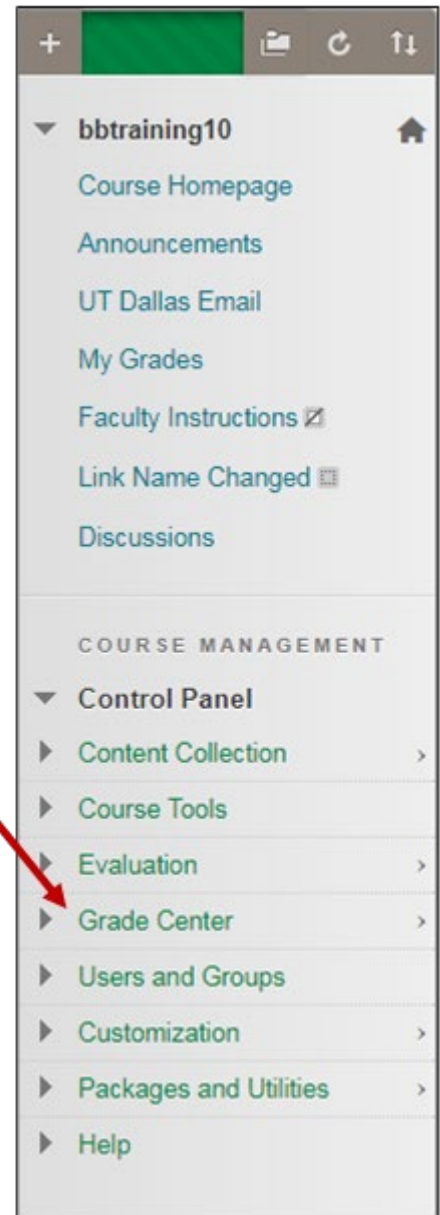 bbtraining10
Course Homepage
Announcements
UT Dallas Email
My Grades
Faculty Instructions
Link Name Changed
Discussions
COURSE MANAGEMENT
Control Panel
Content Collection
Course Tools
Evaluation
Grade Center
Users and Groups
Customization
Packages and Utilities
Help